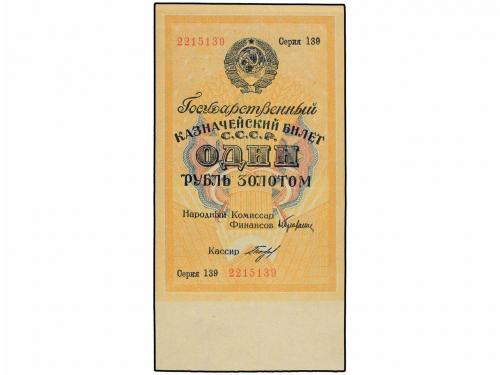 2215139 Серия 139
Государственный
КАЗНАЧЕЙСКИЙ БИЛЕТ
С.С.С.Р.
ОДИН
РУБЛЬ ЗОЛОТОМ
Народный Комиссар
Финансов
Кассир
Серия 139 2215139